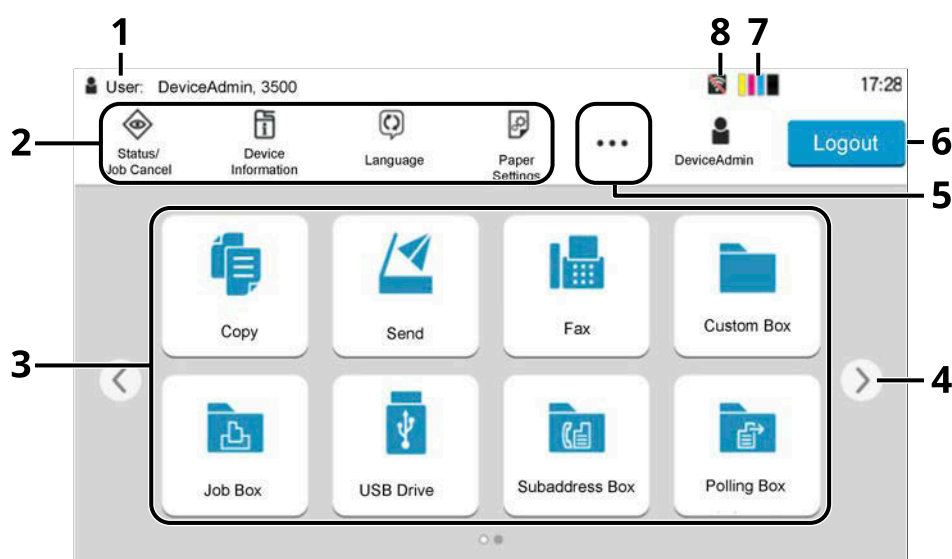 1
8 7
User: DeviceAdmin, 3500
17:28
2
Status/
Job Cancel
Device
Information
Language
Paper
Settings
DeviceAdmin
Logout
6
5
Copy
Send
Fax
Custom Box
3
4
Job Box
USB Drive
Subaddress Box
Polling Box